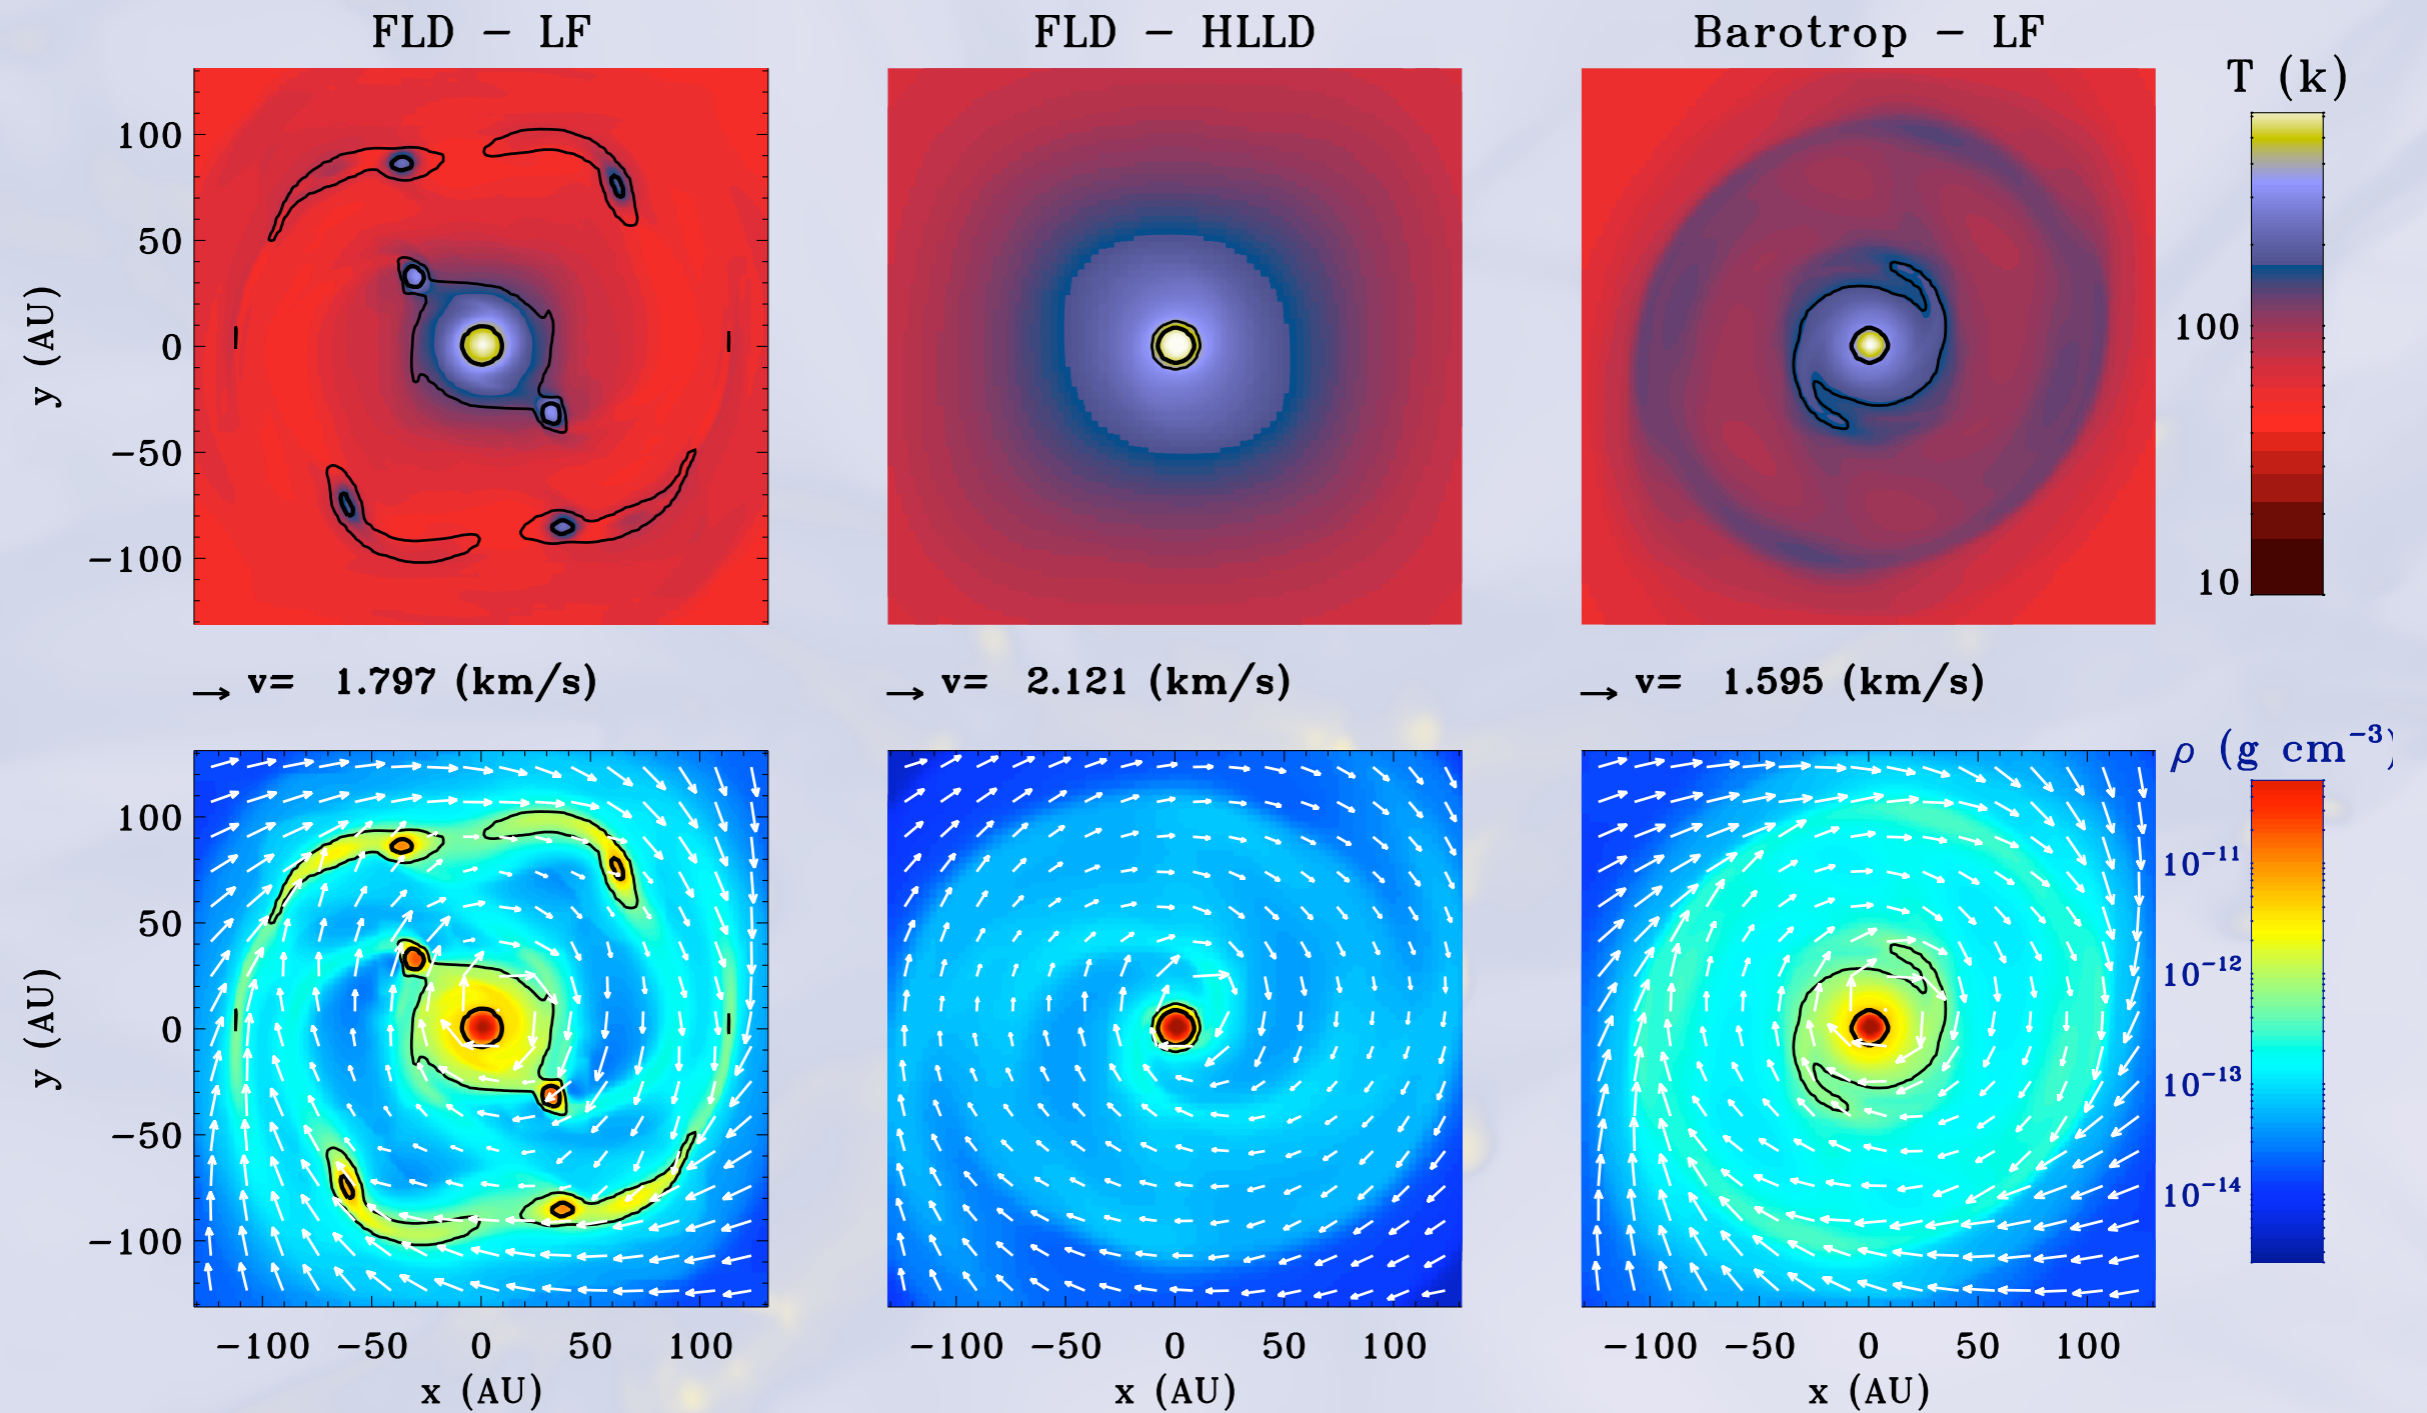 FLD − LF
FLD − HLLD
Barotrop − LF
T (k)
100
10
y (AU)
100
50
0
−50
−100
v= 1.797 (km/s)
v= 2.121 (km/s)
v= 1.595 (km/s)
ρ (g cm⁻³)
10⁻¹¹
10⁻¹²
10⁻¹³
10⁻¹⁴
y (AU)
100
50
0
−50
−100
−100 −50 0 50 100
−100 −50 0 50 100
−100 −50 0 50 100
x (AU)
x (AU)
x (AU)